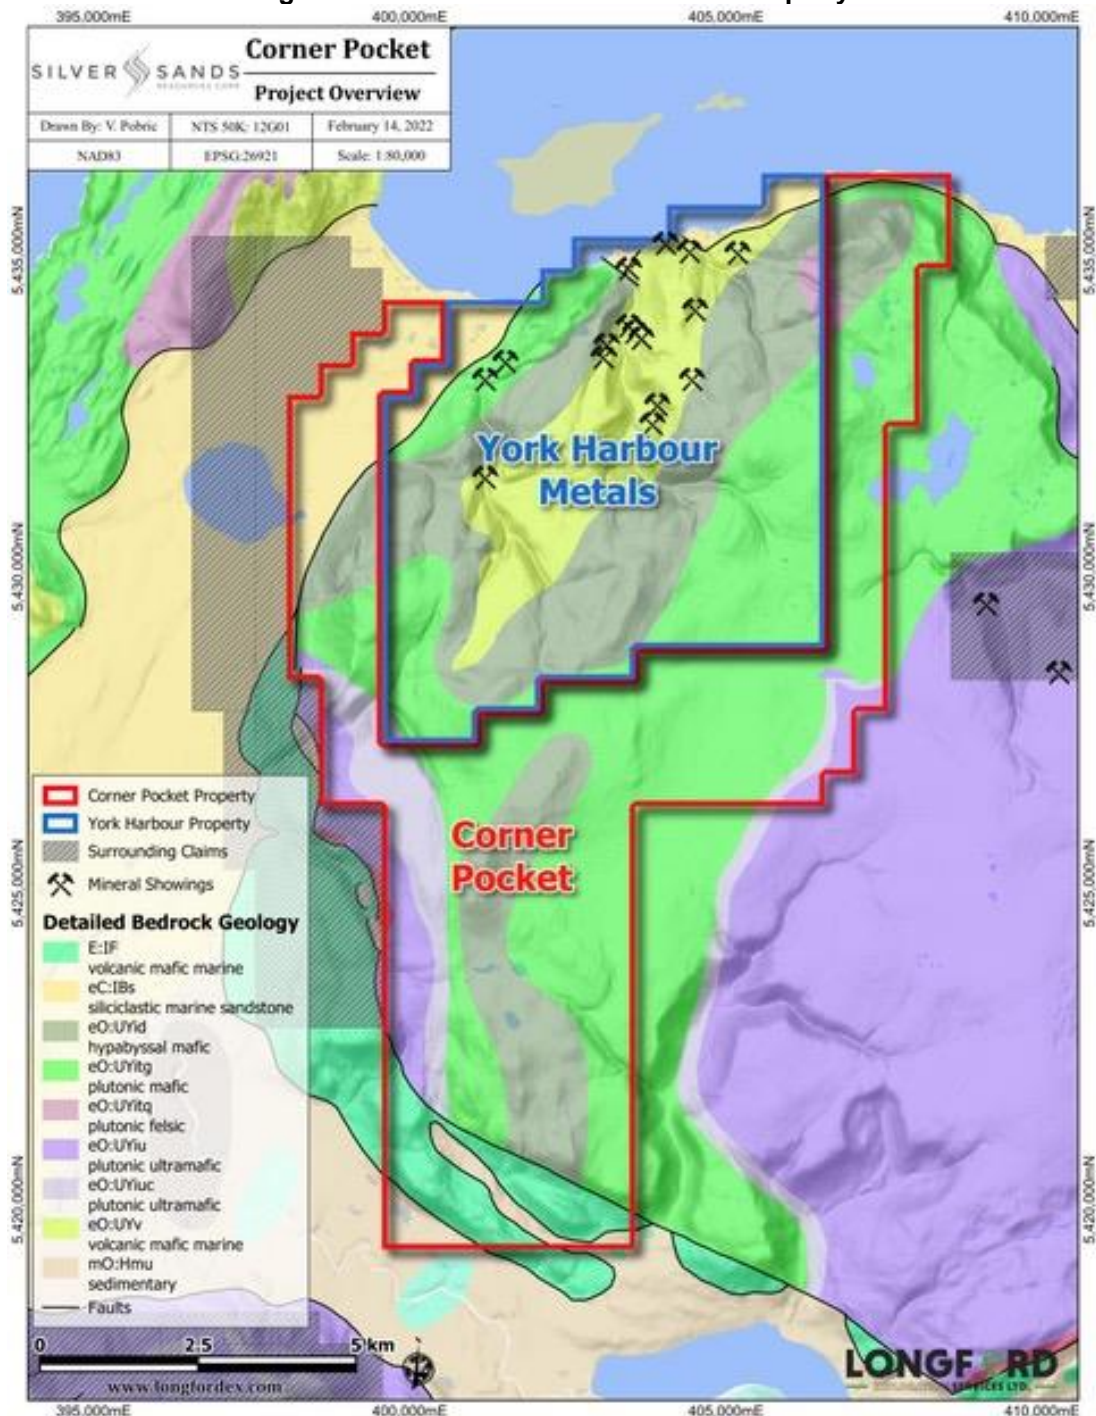 395,000mE 400,000mE 405,000mE 410,000mE
SILVER SANDS
Corner Pocket
Project Overview
Drawn By: V. Pobric NTS 50K: 12G01 February 14, 2022
NAD83 EPSG:26921 Scale: 1:80,000
5,435,000mN 5,435,000mN
York Harbour
Metals
5,430,000mN 5,430,000mN
Corner
Pocket
Corner Pocket Property
York Harbour Property
Surrounding Claims
Mineral Showings
5,425,000mN 5,425,000mN
Detailed Bedrock Geology
E:IF
volcanic mafic marine
eC:IBs
siliciclastic marine sandstone
eO:UYid
hypabyssal mafic
eO:UYitg
plutonic mafic
eO:UYitq
plutonic felsic
eO:UYiu
plutonic ultramafic
eO:UYiuc
plutonic ultramafic
eO:UYv
volcanic mafic marine
mO:Hmu
sedimentary
Faults
5,420,000mN 5,420,000mN
0 2.5 5 km
www.longfordex.com
LONGFORD
SERVICES LTD.
395,000mE 400,000mE 405,000mE 410,000mE